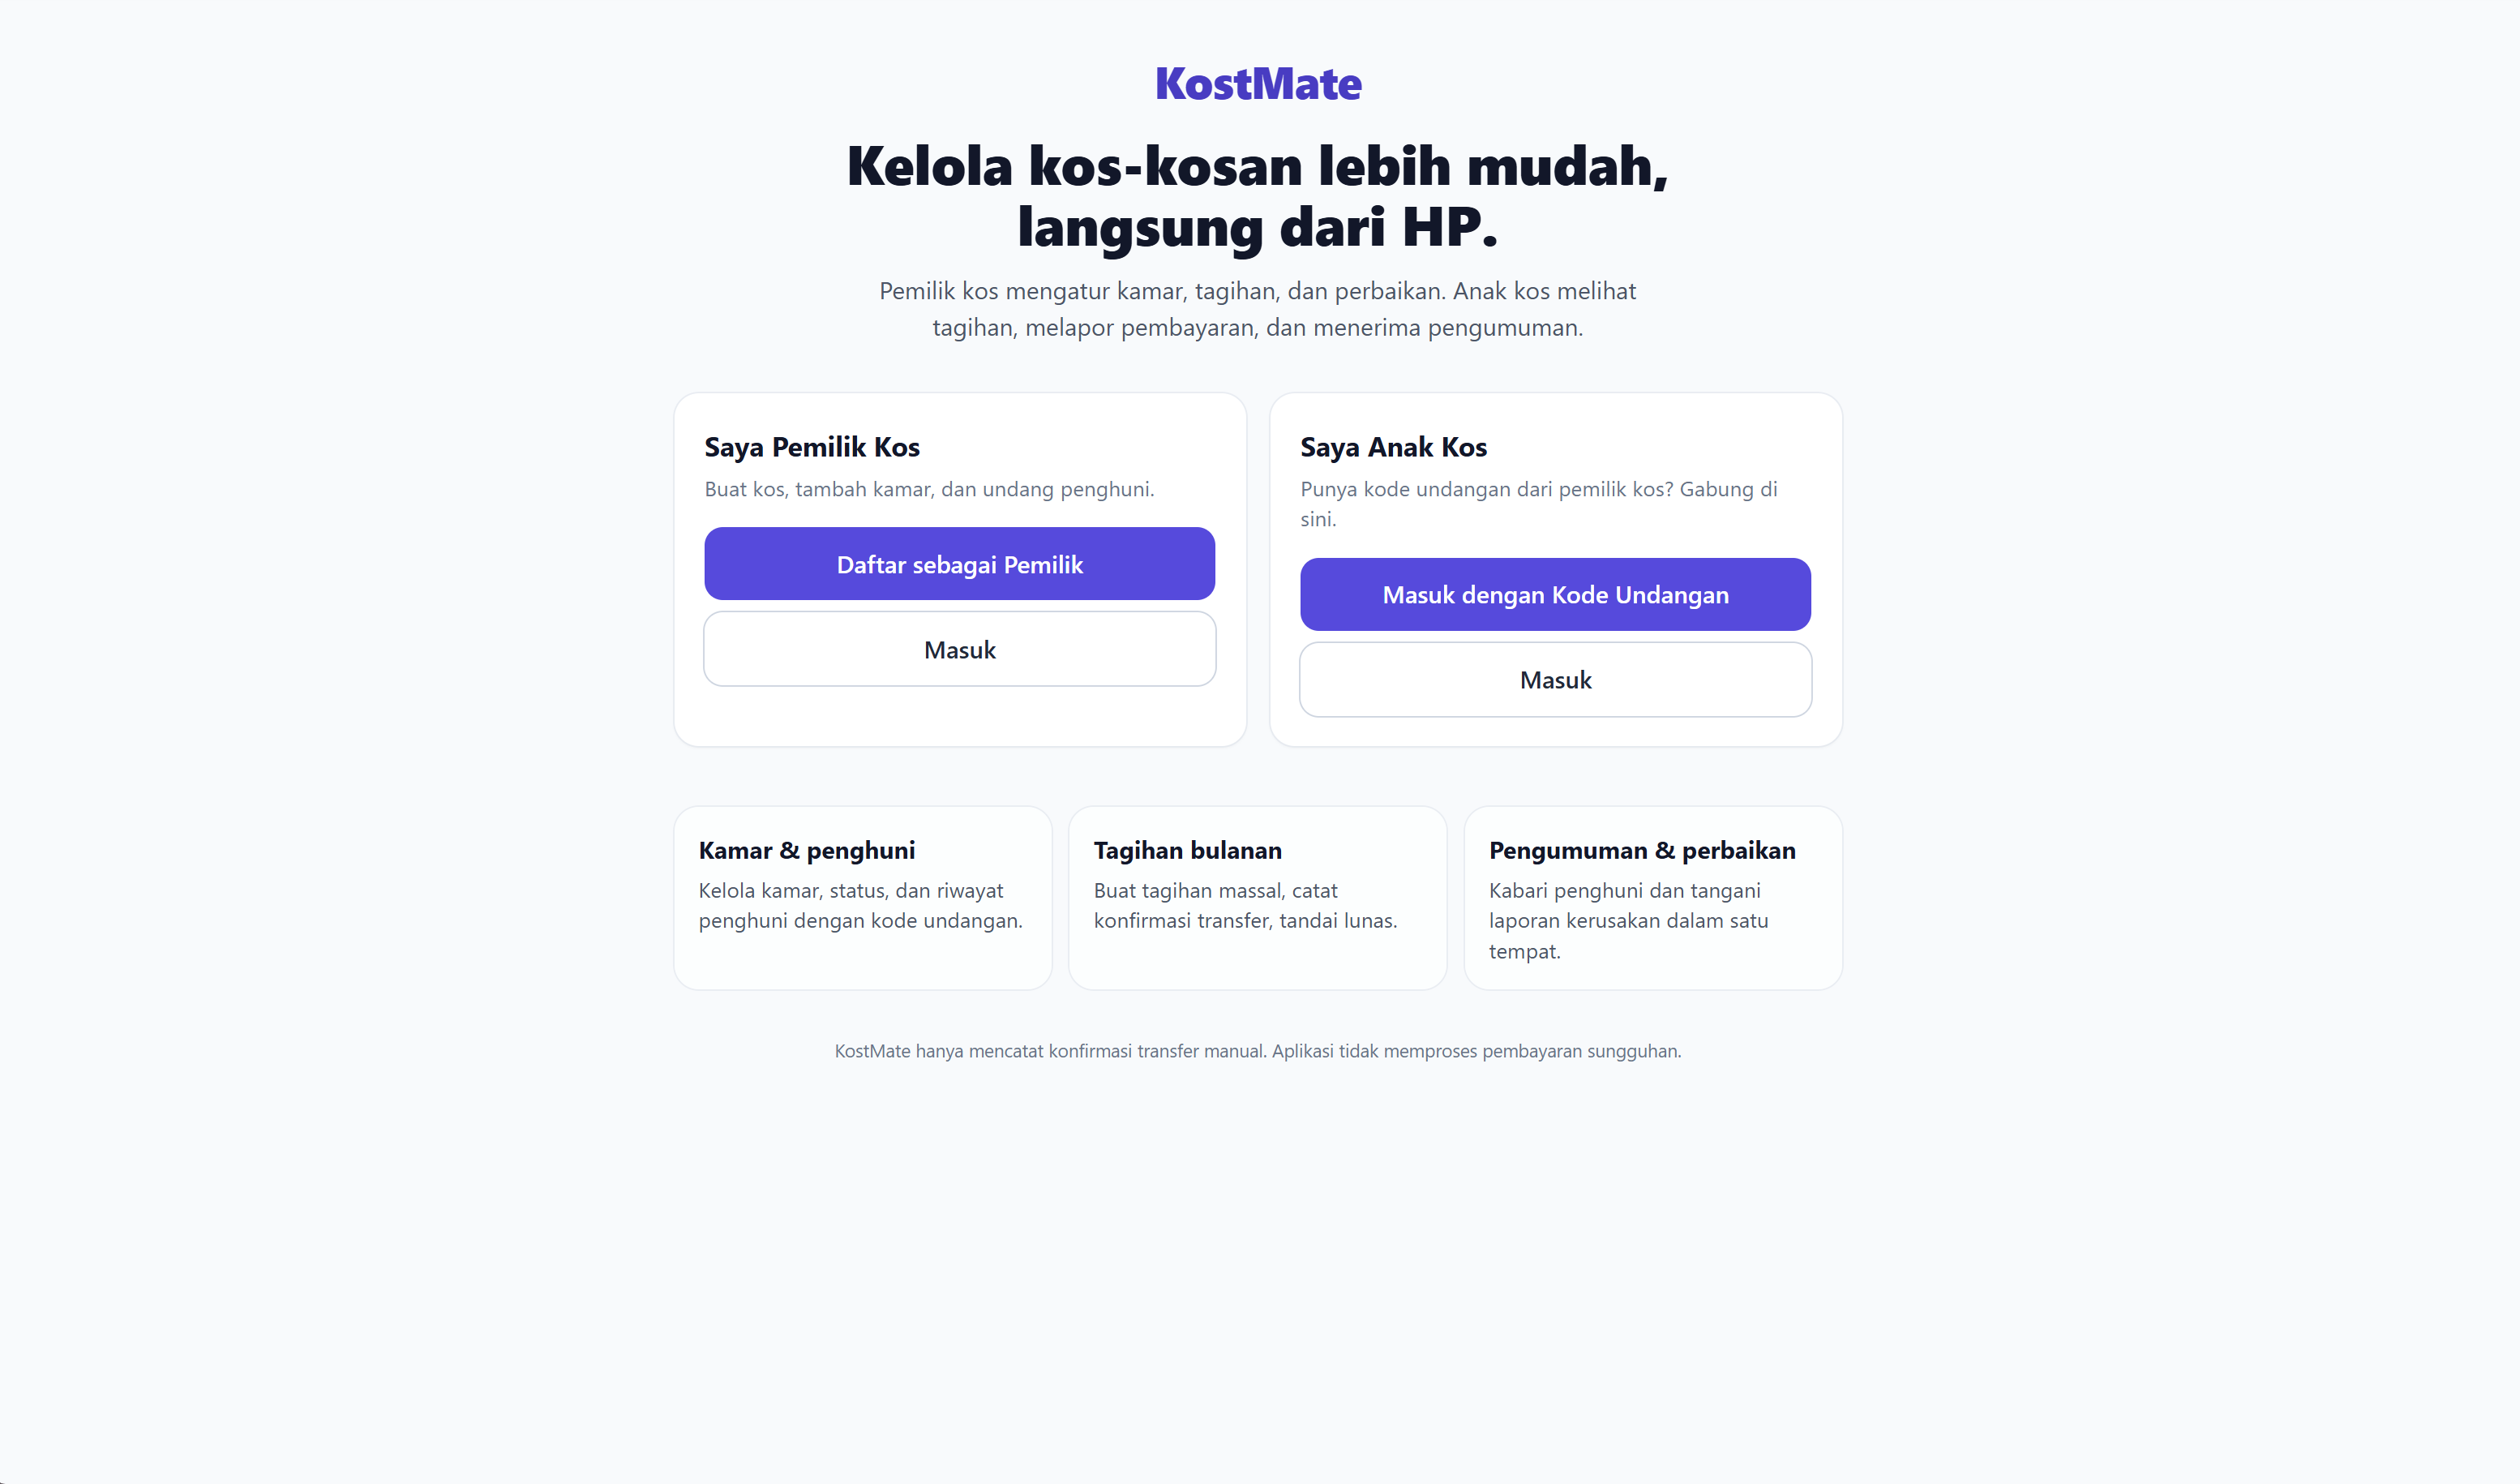 KostMate
Kelola kos-kosan lebih mudah,
langsung dari HP.
Pemilik kos mengatur kamar, tagihan, dan perbaikan. Anak kos melihat
tagihan, melapor pembayaran, dan menerima pengumuman.
Saya Pemilik Kos
Buat kos, tambah kamar, dan undang penghuni.
Daftar sebagai Pemilik
Masuk
Saya Anak Kos
Punya kode undangan dari pemilik kos? Gabung di
sini.
Masuk dengan Kode Undangan
Masuk
Kamar & penghuni
Kelola kamar, status, dan riwayat
penghuni dengan kode undangan.
Tagihan bulanan
Buat tagihan massal, catat
konfirmasi transfer, tandai lunas.
Pengumuman & perbaikan
Kabari penghuni dan tangani
laporan kerusakan dalam satu
tempat.
KostMate hanya mencatat konfirmasi transfer manual. Aplikasi tidak memproses pembayaran sungguhan.